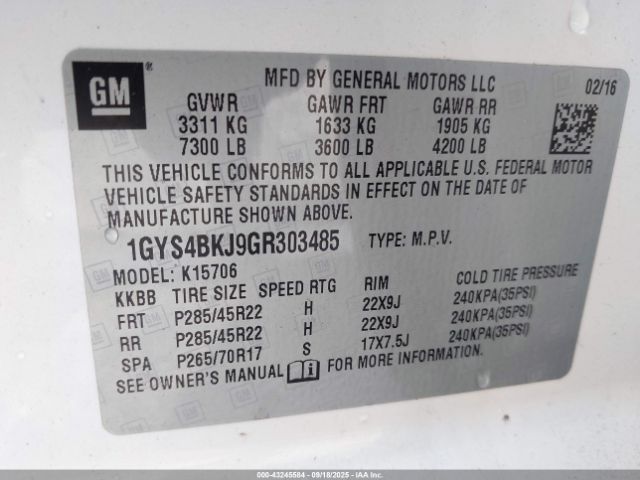 GM ®
MFD BY GENERAL MOTORS LLC 02/16
GVWR GAWR FRT GAWR RR
3311 KG 1633 KG 1905 KG
7300 LB 3600 LB 4200 LB
THIS VEHICLE CONFORMS TO ALL APPLICABLE U.S. FEDERAL MOTOR
VEHICLE SAFETY STANDARDS IN EFFECT ON THE DATE OF
MANUFACTURE SHOWN ABOVE.
1GYS4BKJ9GR303485 TYPE: M.P.V.
MODEL: K15706
KKBB TIRE SIZE SPEED RTG RIM COLD TIRE PRESSURE
FRT P285/45R22 H 22X9J 240KPA(35PSI)
RR P285/45R22 H 22X9J 240KPA(35PSI)
SPA P265/70R17 S 17X7.5J 240KPA(35PSI)
SEE OWNER'S MANUAL i FOR MORE INFORMATION.
000-43245584 - 09/18/2025 - IAAI.com